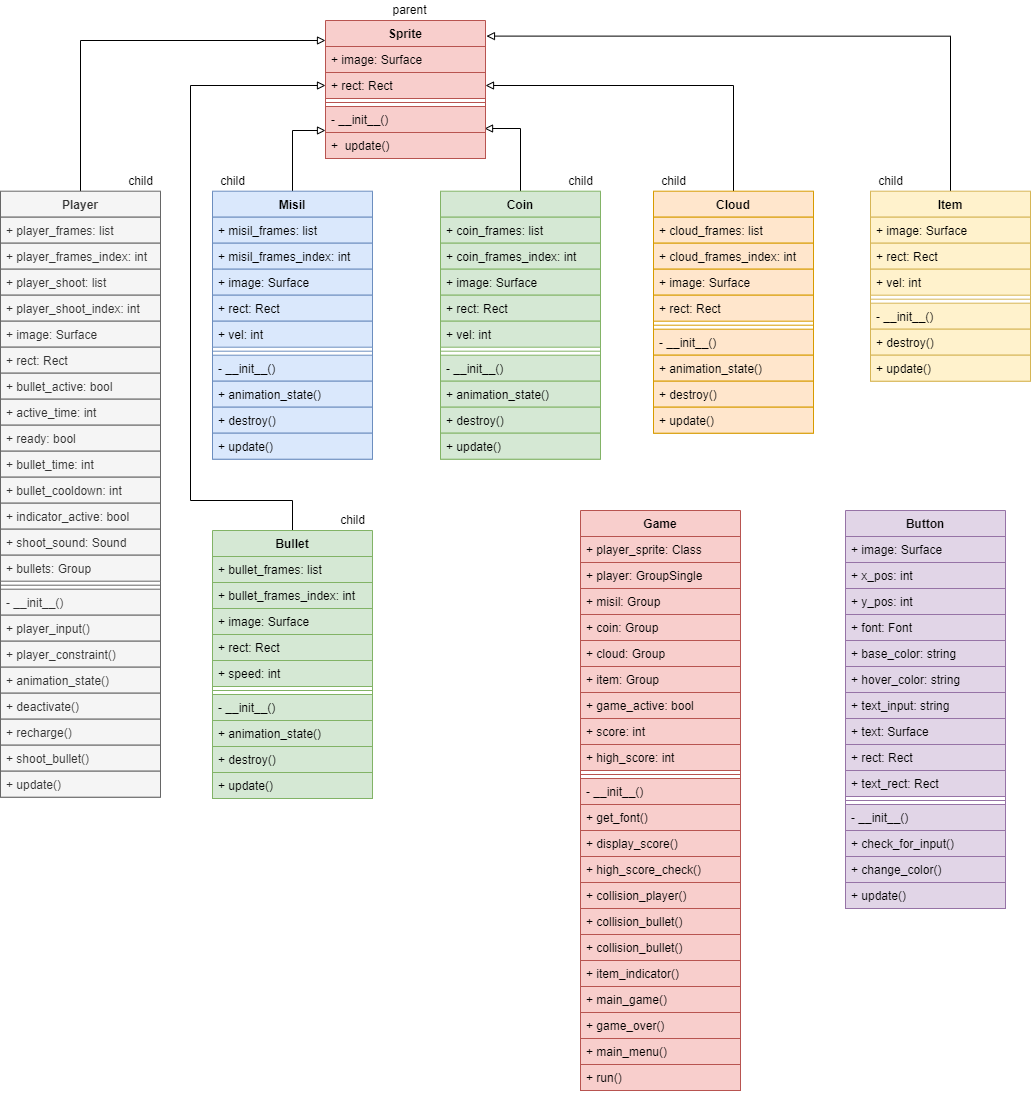 parent
Sprite
+ image: Surface
+ rect: Rect
- __init__()
+ update()
child
Player
+ player_frames: list
+ player_frames_index: int
+ player_shoot: list
+ player_shoot_index: int
+ image: Surface
+ rect: Rect
+ bullet_active: bool
+ active_time: int
+ ready: bool
+ bullet_time: int
+ bullet_cooldown: int
+ indicator_active: bool
+ shoot_sound: Sound
+ bullets: Group
- __init__()
+ player_input()
+ player_constraint()
+ animation_state()
+ deactivate()
+ recharge()
+ shoot_bullet()
+ update()
child
Misil
+ misil_frames: list
+ misil_frames_index: int
+ image: Surface
+ rect: Rect
+ vel: int
- __init__()
+ animation_state()
+ destroy()
+ update()
child
Coin
+ coin_frames: list
+ coin_frames_index: int
+ image: Surface
+ rect: Rect
+ vel: int
- __init__()
+ animation_state()
+ destroy()
+ update()
child
Cloud
+ cloud_frames: list
+ cloud_frames_index: int
+ image: Surface
+ rect: Rect
- __init__()
+ animation_state()
+ destroy()
+ update()
child
Item
+ image: Surface
+ rect: Rect
+ vel: int
- __init__()
+ destroy()
+ update()
child
Bullet
+ bullet_frames: list
+ bullet_frames_index: int
+ image: Surface
+ rect: Rect
+ speed: int
- __init__()
+ animation_state()
+ destroy()
+ update()
Game
+ player_sprite: Class
+ player: GroupSingle
+ misil: Group
+ coin: Group
+ cloud: Group
+ item: Group
+ game_active: bool
+ score: int
+ high_score: int
- __init__()
+ get_font()
+ display_score()
+ high_score_check()
+ collision_player()
+ collision_bullet()
+ collision_bullet()
+ item_indicator()
+ main_game()
+ game_over()
+ main_menu()
+ run()
Button
+ image: Surface
+ x_pos: int
+ y_pos: int
+ font: Font
+ base_color: string
+ hover_color: string
+ text_input: string
+ text: Surface
+ rect: Rect
+ text_rect: Rect
- __init__()
+ check_for_input()
+ change_color()
+ update()